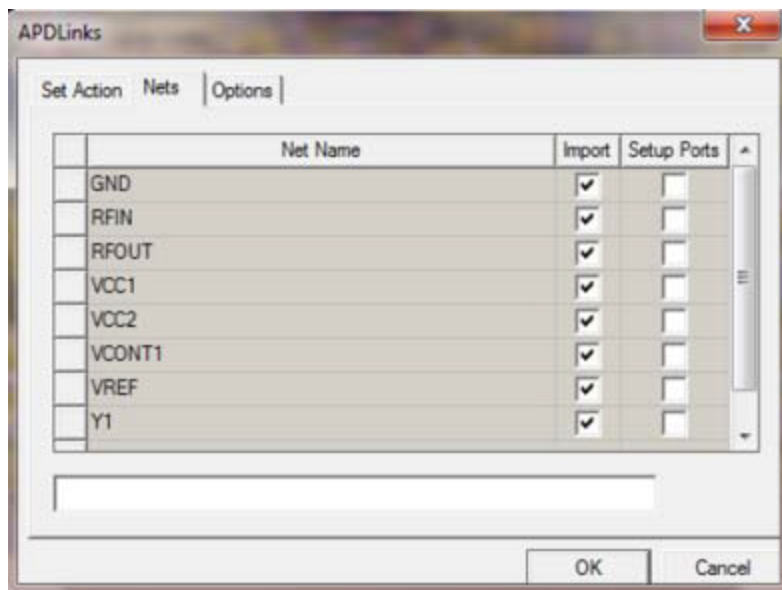 APDLinks
Set Action Nets Options
Net Name Import Setup Ports
GND
RFIN
RFOUT
VCC1
VCC2
VCONT1
VREF
Y1
OK Cancel